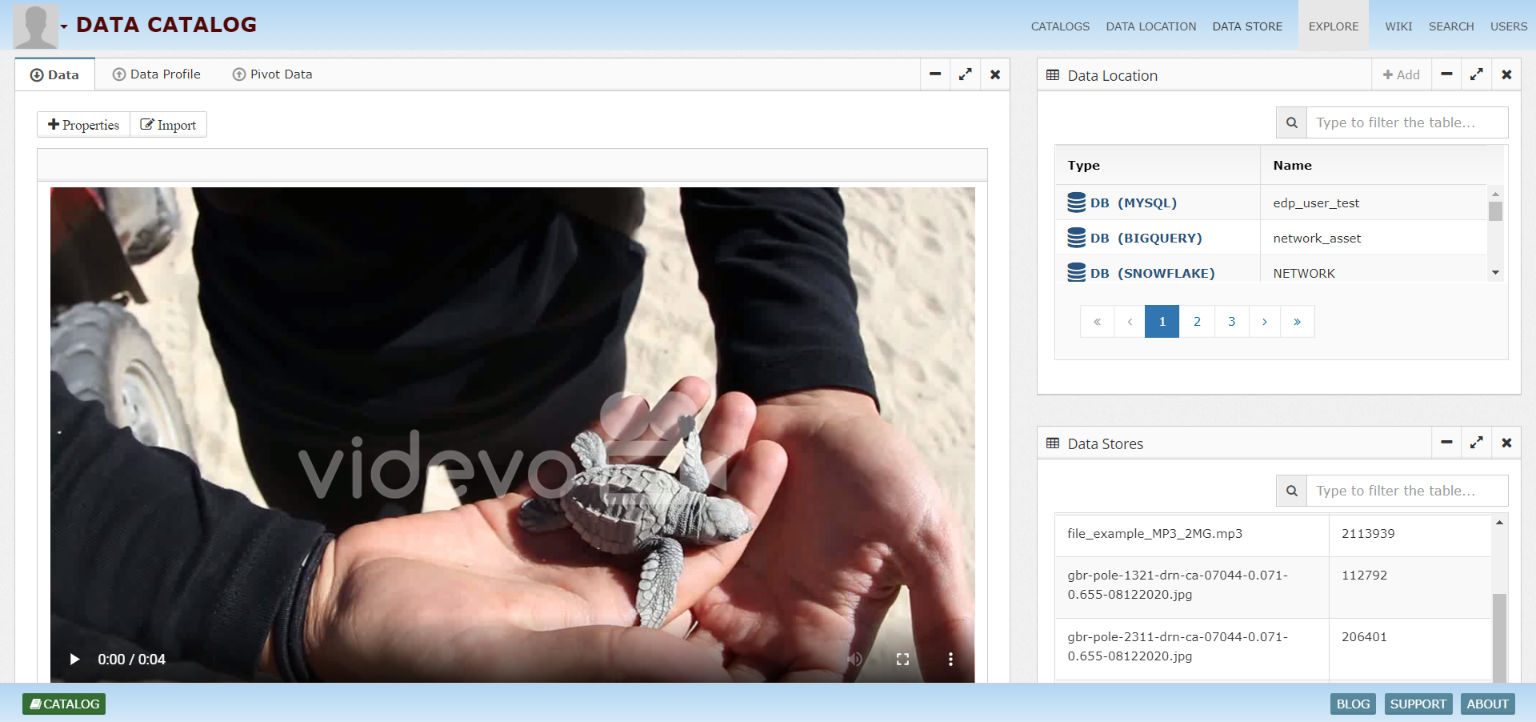 DATA CATALOG
CATALOGS DATA LOCATION DATA STORE EXPLORE WIKI SEARCH USERS
Data Data Profile Pivot Data
Properties Import
videvo
0:00 / 0:04
Data Location
Add
Type to filter the table...
Type Name
DB (MYSQL) edp_user_test
DB (BIGQUERY) network_asset
DB (SNOWFLAKE) NETWORK
« ‹ 1 2 3 › »
Data Stores
Type to filter the table...
file_example_MP3_2MG.mp3 2113939
gbr-pole-1321-drn-ca-07044-0.071- 112792
0.655-08122020.jpg
gbr-pole-2311-drn-ca-07044-0.071- 206401
0.655-08122020.jpg
CATALOG
BLOG SUPPORT ABOUT